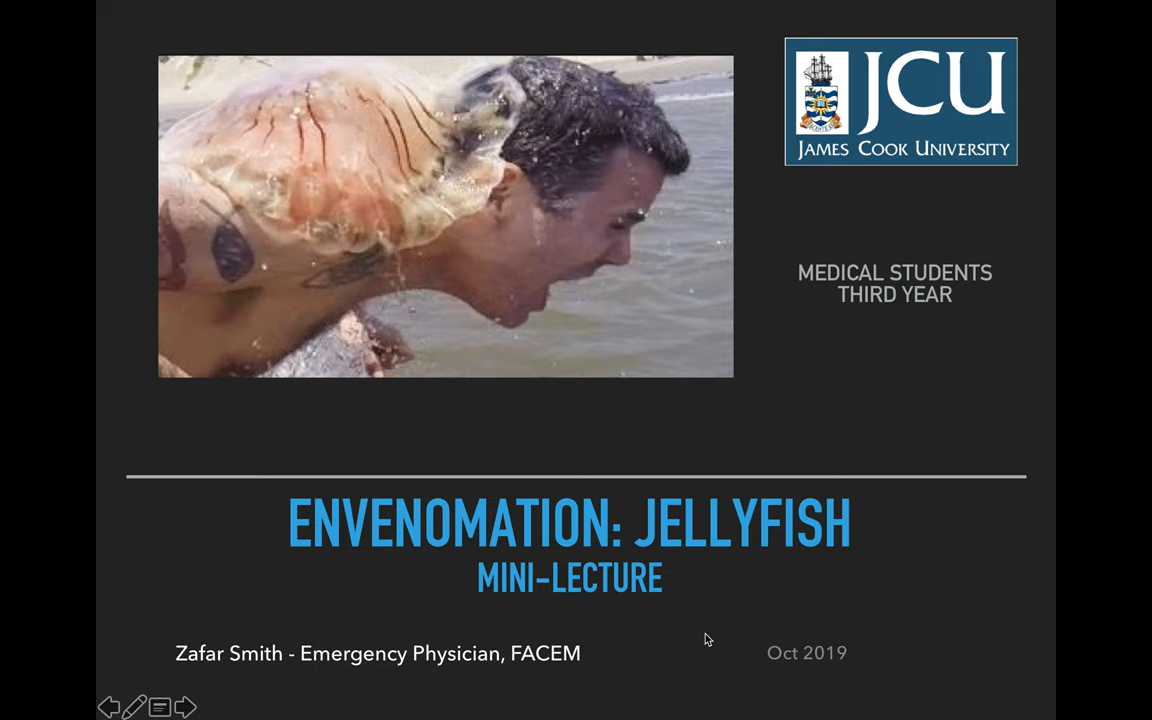 JCU
JAMES COOK UNIVERSITY
MEDICAL STUDENTS
THIRD YEAR
ENVENOMATION: JELLYFISH
MINI-LECTURE
Zafar Smith - Emergency Physician, FACEM
Oct 2019